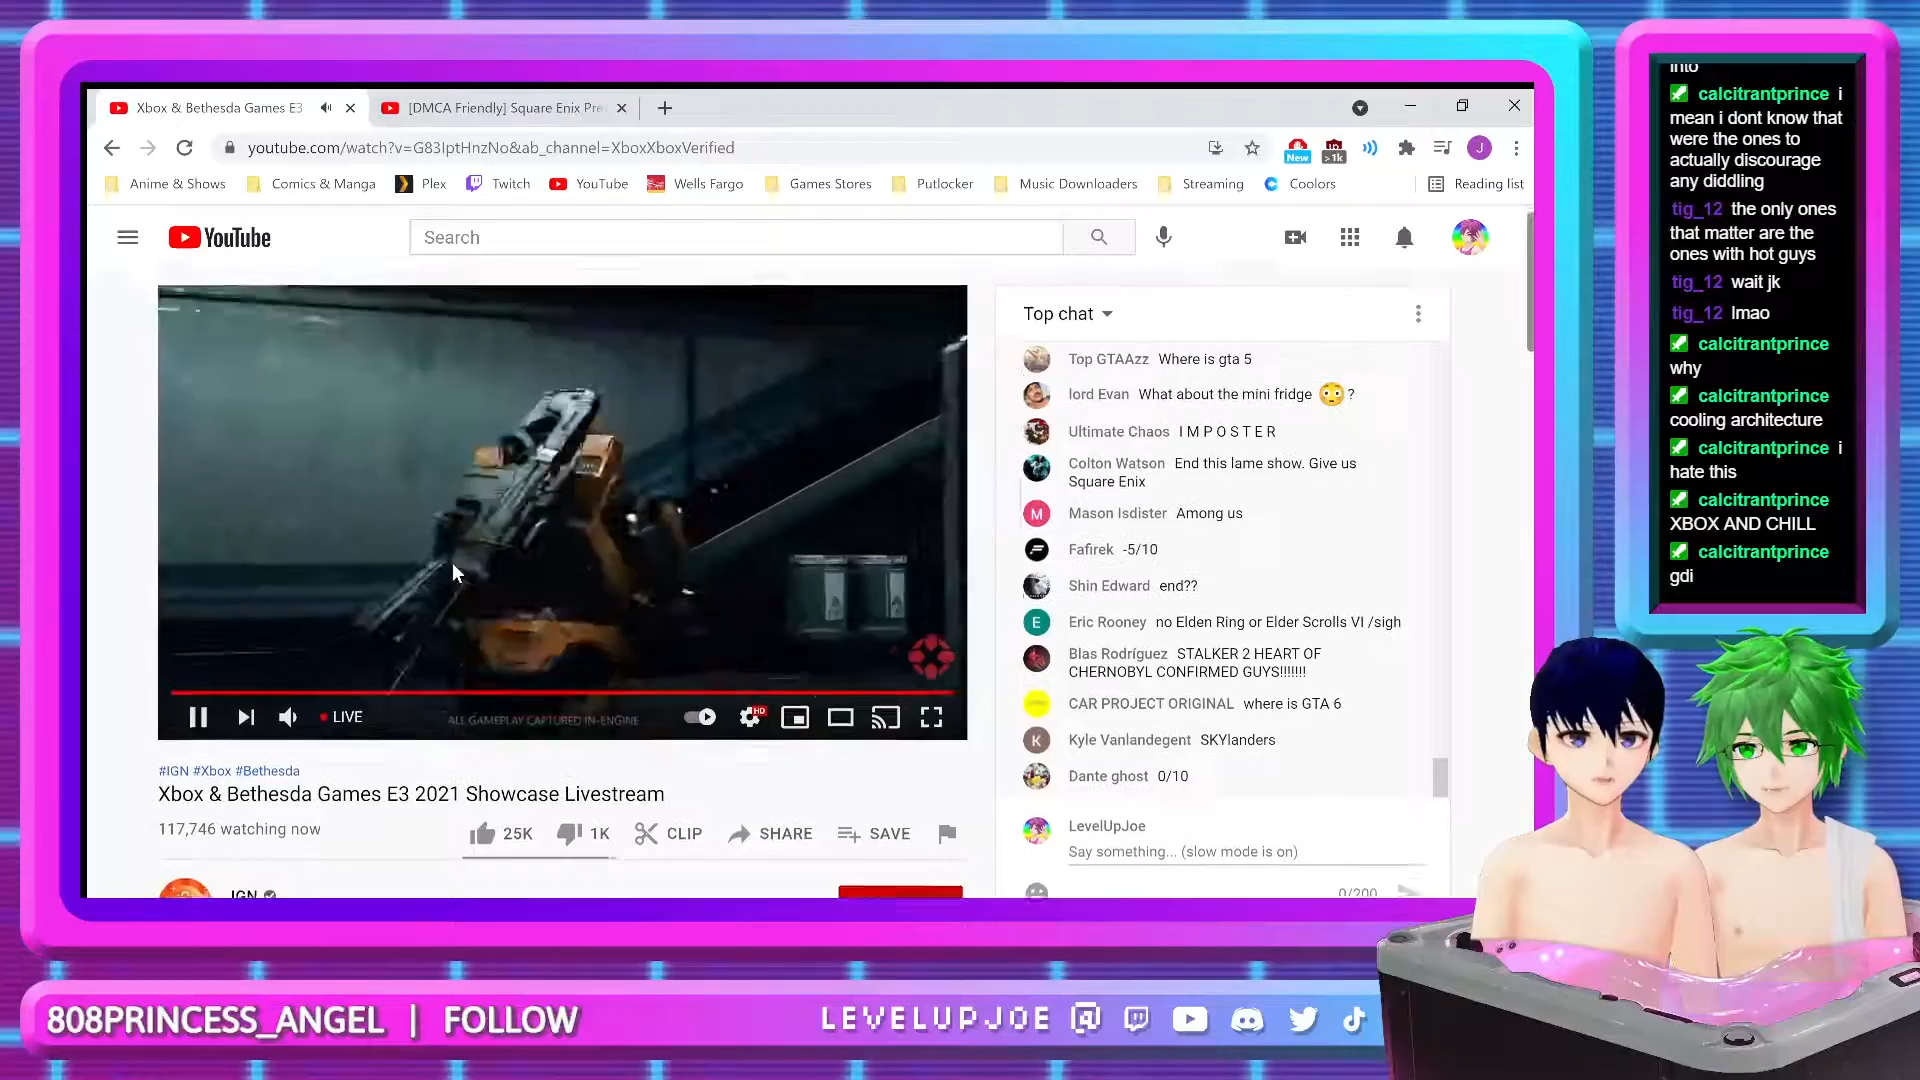 Xbox & Bethesda Games E3
[DMCA Friendly] Square Enix Pre
youtube.com/watch?v=G83IptHnzNo&ab_channel=XboxXboxVerified
New
>1k
J
Anime & Shows
Comics & Manga
Plex
Twitch
YouTube
Wells Fargo
Games Stores
Putlocker
Music Downloaders
Streaming
Coolors
Reading list
YouTube
Search
LIVE
ALL GAMEPLAY CAPTURED IN-ENGINE
HD
#IGN #Xbox #Bethesda
Xbox & Bethesda Games E3 2021 Showcase Livestream
117,746 watching now
25K
1K
CLIP
SHARE
SAVE
IGN
Top chat
Top GTAAzz Where is gta 5
lord Evan What about the mini fridge 😳 ?
Ultimate Chaos I M P O S T E R
Colton Watson End this lame show. Give us
Square Enix
M
Mason Isdister Among us
Fafirek -5/10
Shin Edward end??
E
Eric Rooney no Elden Ring or Elder Scrolls VI /sigh
Blas Rodríguez STALKER 2 HEART OF
CHERNOBYL CONFIRMED GUYS!!!!!!!
CAR PROJECT ORIGINAL where is GTA 6
K
Kyle Vanlandegent SKYlanders
Dante ghost 0/10
LevelUpJoe
Say something... (slow mode is on)
0/200
into
calcitrantprince i
mean i dont know that
were the ones to
actually discourage
any diddling
tig_12 the only ones
that matter are the
ones with hot guys
tig_12 wait jk
tig_12 lmao
calcitrantprince
why
calcitrantprince
cooling architecture
calcitrantprince i
hate this
calcitrantprince
XBOX AND CHILL
calcitrantprince
gdi
808PRINCESS_ANGEL | FOLLOW
LEVELUPJOE @